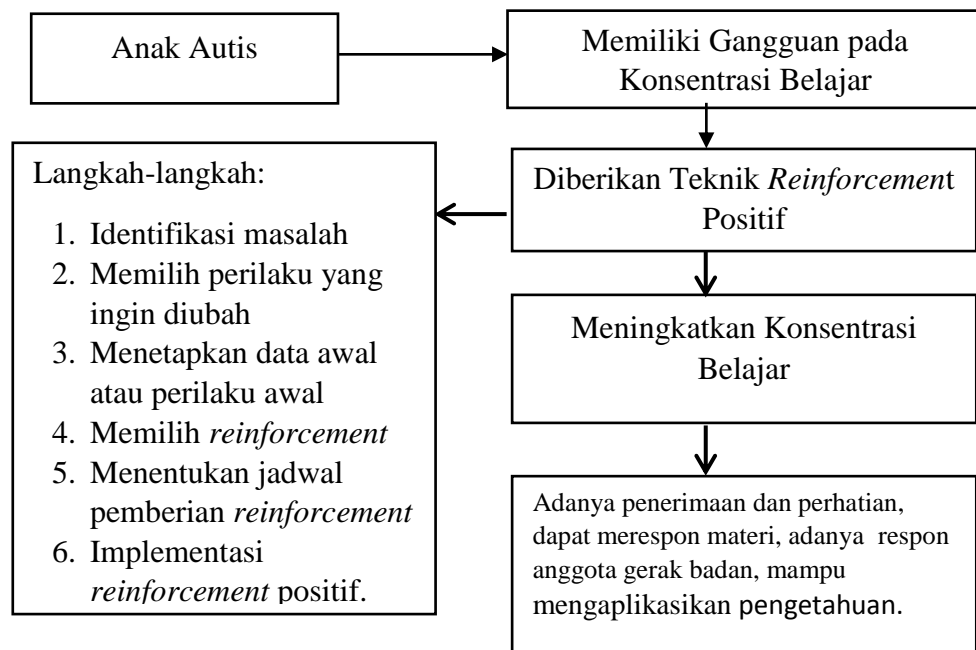 Anak Autis
Memiliki Gangguan pada
Konsentrasi Belajar
Diberikan Teknik Reinforcement
Positif
Langkah-langkah:
1. Identifikasi masalah
2. Memilih perilaku yang
ingin diubah
3. Menetapkan data awal
atau perilaku awal
4. Memilih reinforcement
5. Menentukan jadwal
pemberian reinforcement
6. Implementasi
reinforcement positif.
Meningkatkan Konsentrasi
Belajar
Adanya penerimaan dan perhatian,
dapat merespon materi, adanya respon
anggota gerak badan, mampu
mengaplikasikan pengetahuan.